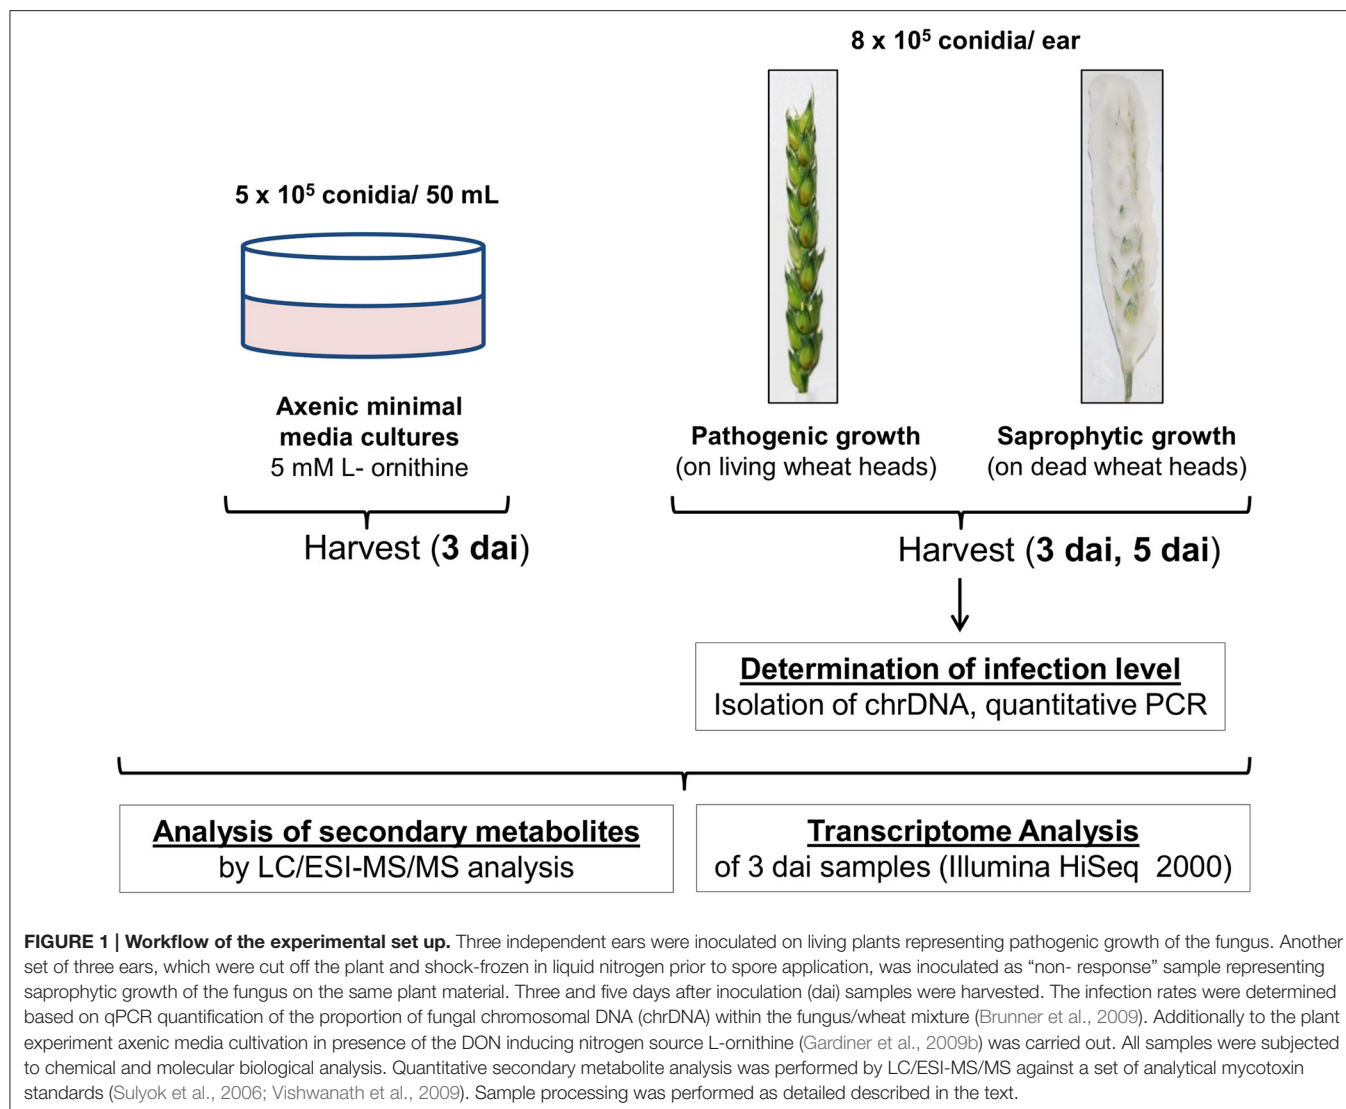 8 x 10⁵ conidia/ ear
5 x 10⁵ conidia/ 50 mL
Axenic minimal
media cultures
5 mM L- ornithine
Pathogenic growth
(on living wheat heads)
Saprophytic growth
(on dead wheat heads)
Harvest (3 dai)
Harvest (3 dai, 5 dai)
Determination of infection level
Isolation of chrDNA, quantitative PCR
Analysis of secondary metabolites
by LC/ESI-MS/MS analysis
Transcriptome Analysis
of 3 dai samples (Illumina HiSeq 2000)
FIGURE 1 | Workflow of the experimental set up. Three independent ears were inoculated on living plants representing pathogenic growth of the fungus. Another
set of three ears, which were cut off the plant and shock-frozen in liquid nitrogen prior to spore application, was inoculated as “non- response” sample representing
saprophytic growth of the fungus on the same plant material. Three and five days after inoculation (dai) samples were harvested. The infection rates were determined
based on qPCR quantification of the proportion of fungal chromosomal DNA (chrDNA) within the fungus/wheat mixture (Brunner et al., 2009). Additionally to the plant
experiment axenic media cultivation in presence of the DON inducing nitrogen source L-ornithine (Gardiner et al., 2009b) was carried out. All samples were subjected
to chemical and molecular biological analysis. Quantitative secondary metabolite analysis was performed by LC/ESI-MS/MS against a set of analytical mycotoxin
standards (Sulyok et al., 2006; Vishwanath et al., 2009). Sample processing was performed as detailed described in the text.